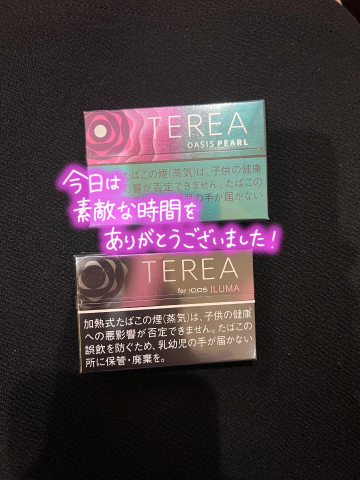 TEREA
OASIS PEARL
加熱式たばこの煙(蒸気)は、子供の健康
影響が否定できません。たばこの
児の手が届かない
今日は
素敵な時間を
ありがとうございました!
TEREA
for IQOS ILUMA
加熱式たばこの煙(蒸気)は、子供の健康
への悪影響が否定できません。たばこの
誤飲を防ぐため、乳幼児の手が届かない
所に保管・廃棄を。